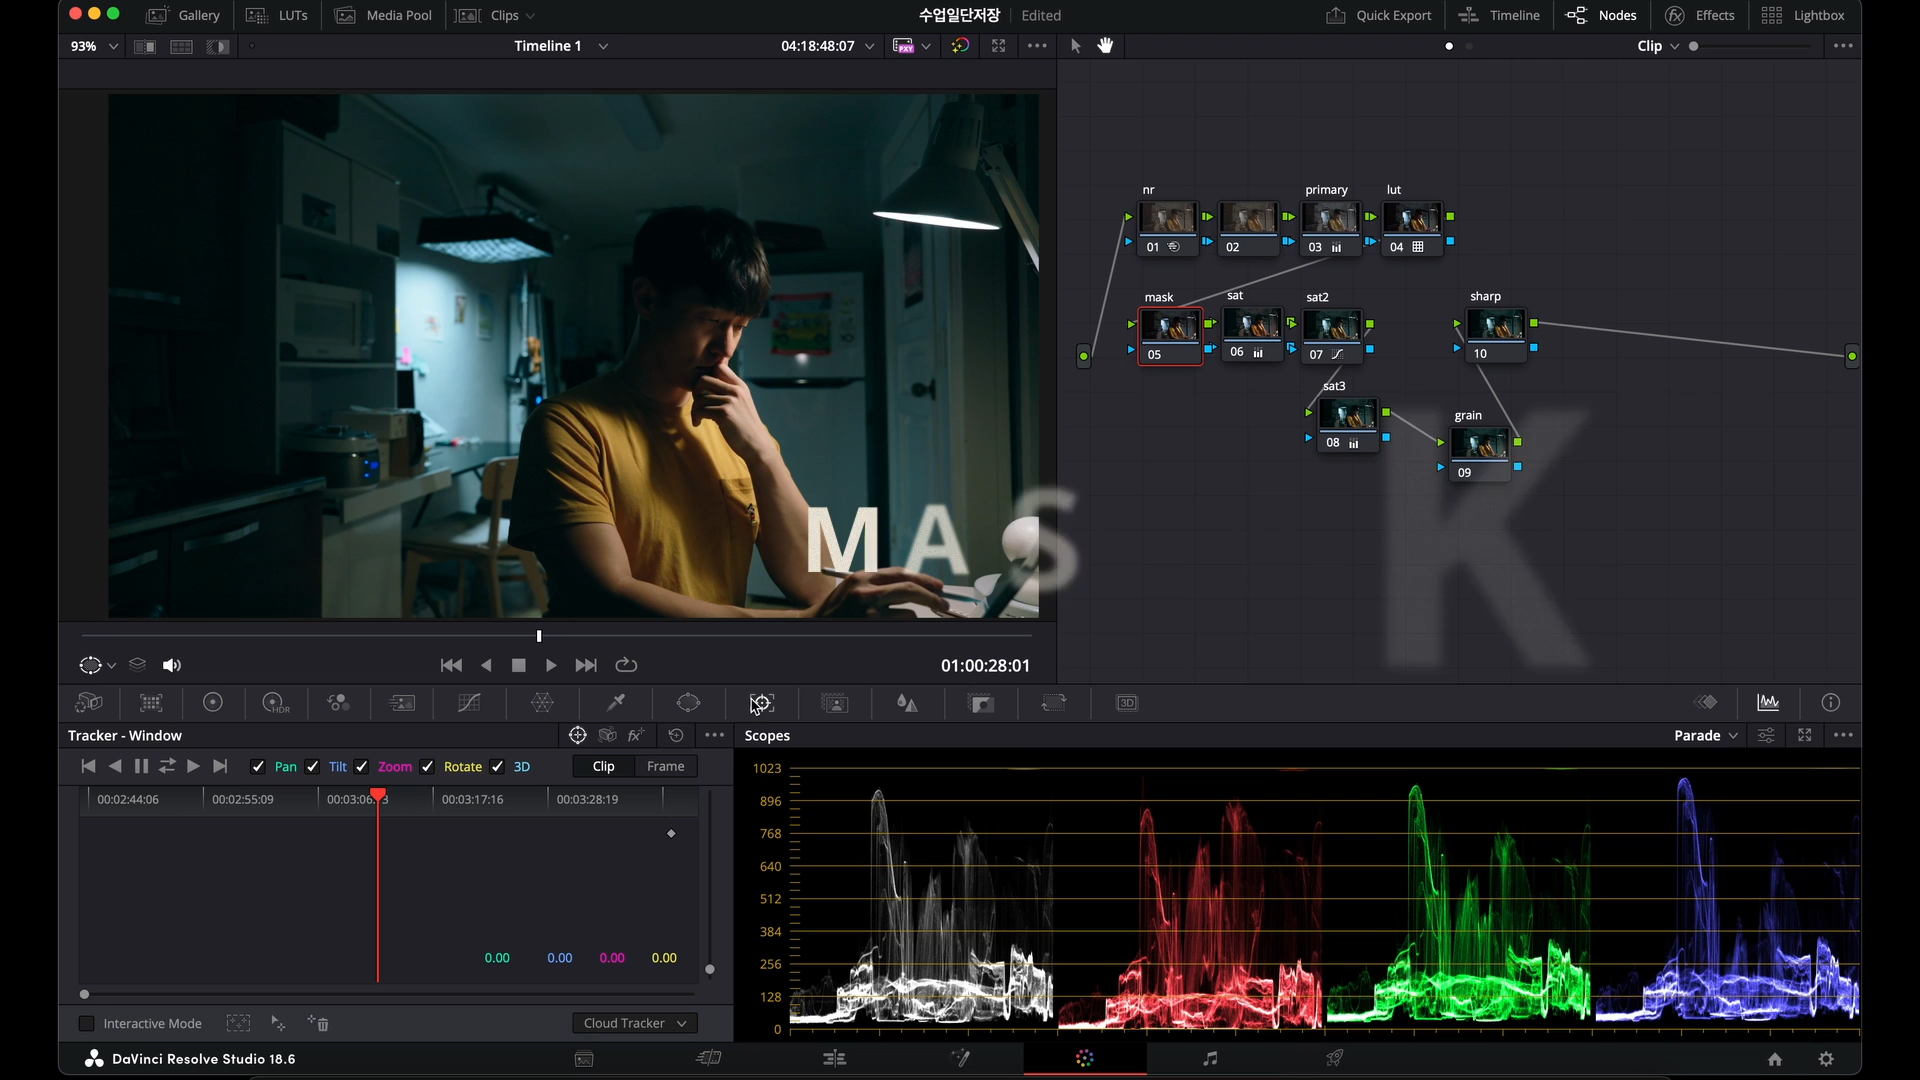 Gallery
LUTs
Media Pool
Clips
수업일단저장
Edited
Quick Export
Timeline
Nodes
Effects
Lightbox
93%
Timeline 1
04:18:48:07
PXY
Clip
nr
primary
lut
01
02
03
04
mask
sat
sat2
sharp
05
06
07
10
sat3
grain
08
09
MASK
01:00:28:01
HDR
3D
Tracker - Window
fx
Scopes
Parade
Pan
Tilt
Zoom
Rotate
3D
Clip
Frame
00:02:44:06
00:02:55:09
00:03:17:16
00:03:28:19
1023
896
768
640
512
384
256
128
0
0.00
0.00
0.00
0.00
Interactive Mode
Cloud Tracker
DaVinci Resolve Studio 18.6